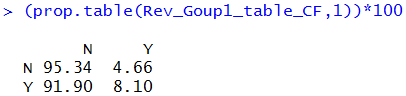 > (prop.table(Rev_Goup1_table_CF,1))*100
N Y
N 95.34 4.66
Y 91.90 8.10